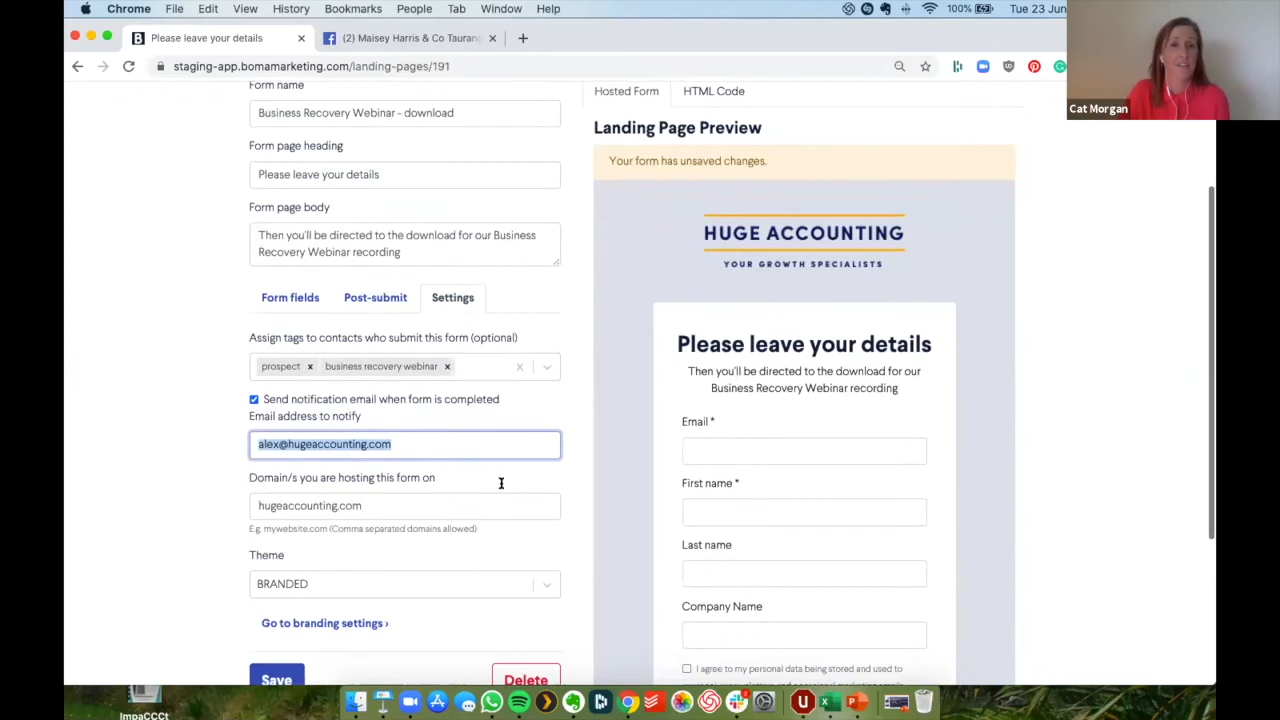 Chrome File Edit View History Bookmarks People Tab Window Help 100% Tue 23 Jun
Please leave your details
(2) Maisey Harris & Co Taurang
staging-app.bomamarketing.com/landing-pages/191
Cat Morgan
Form name
Business Recovery Webinar - download
Form page heading
Please leave your details
Form page body
Then you'll be directed to the download for our Business
Recovery Webinar recording
Form fields Post-submit Settings
Assign tags to contacts who submit this form (optional)
prospect × business recovery webinar ×
Send notification email when form is completed
Email address to notify
alex@hugeaccounting.com
Domain/s you are hosting this form on
hugeaccounting.com
E.g. mywebsite.com (Comma separated domains allowed)
Theme
BRANDED
Go to branding settings ›
Save Delete
Hosted Form HTML Code
Landing Page Preview
Your form has unsaved changes.
HUGE ACCOUNTING
YOUR GROWTH SPECIALISTS
Please leave your details
Then you'll be directed to the download for our
Business Recovery Webinar recording
Email *
First name *
Last name
Company Name
I agree to my personal data being stored and used to
ImpaCCCt